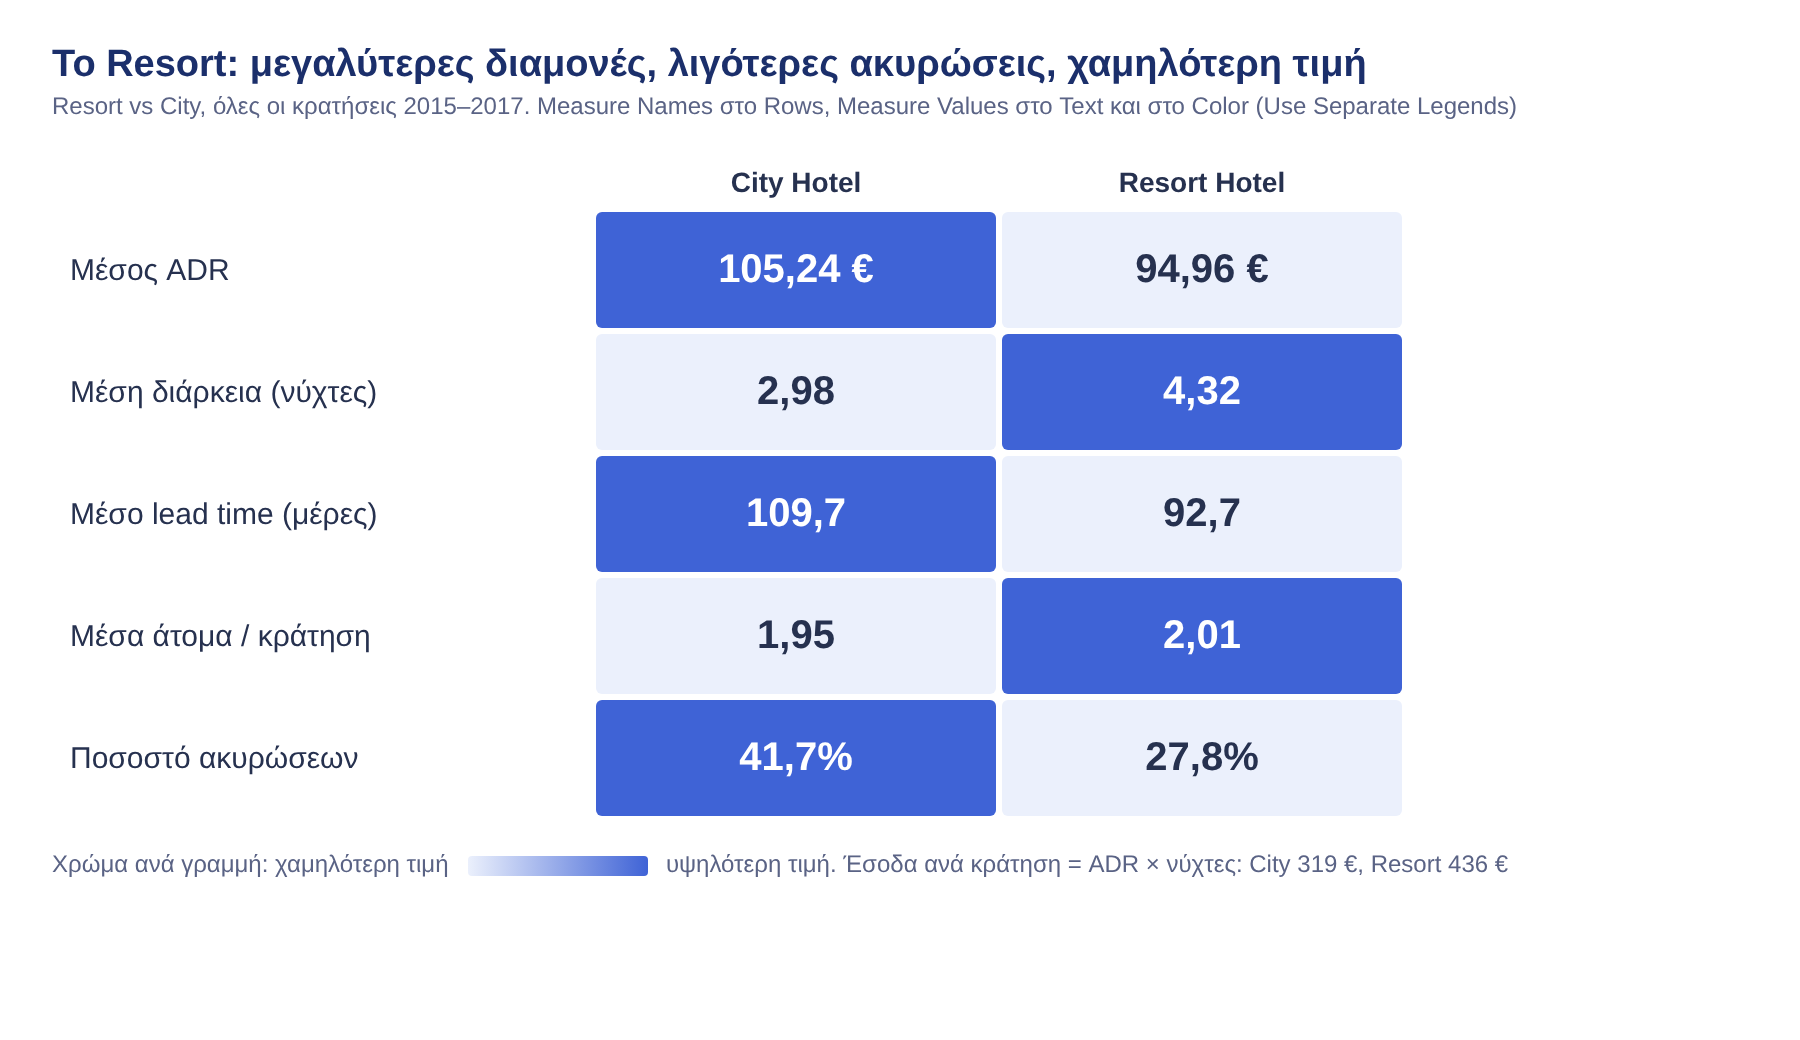 Το Resort: μεγαλύτερες διαμονές, λιγότερες ακυρώσεις, χαμηλότερη τιμή
Resort vs City, όλες οι κρατήσεις 2015–2017. Measure Names στο Rows, Measure Values στο Text και στο Color (Use Separate Legends)
City Hotel Resort Hotel
Μέσος ADR 105,24 € 94,96 €
Μέση διάρκεια (νύχτες) 2,98 4,32
Μέσο lead time (μέρες) 109,7 92,7
Μέσα άτομα / κράτηση 1,95 2,01
Ποσοστό ακυρώσεων 41,7% 27,8%
Χρώμα ανά γραμμή: χαμηλότερη τιμή υψηλότερη τιμή. Έσοδα ανά κράτηση = ADR × νύχτες: City 319 €, Resort 436 €